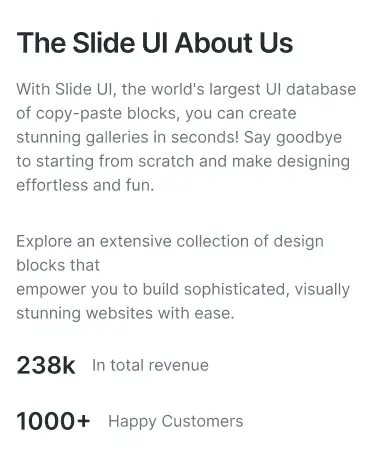 The Slide UI About Us
With Slide UI, the world's largest UI database
of copy-paste blocks, you can create
stunning galleries in seconds! Say goodbye
to starting from scratch and make designing
effortless and fun.
Explore an extensive collection of design
blocks that
empower you to build sophisticated, visually
stunning websites with ease.
238k In total revenue
1000+ Happy Customers